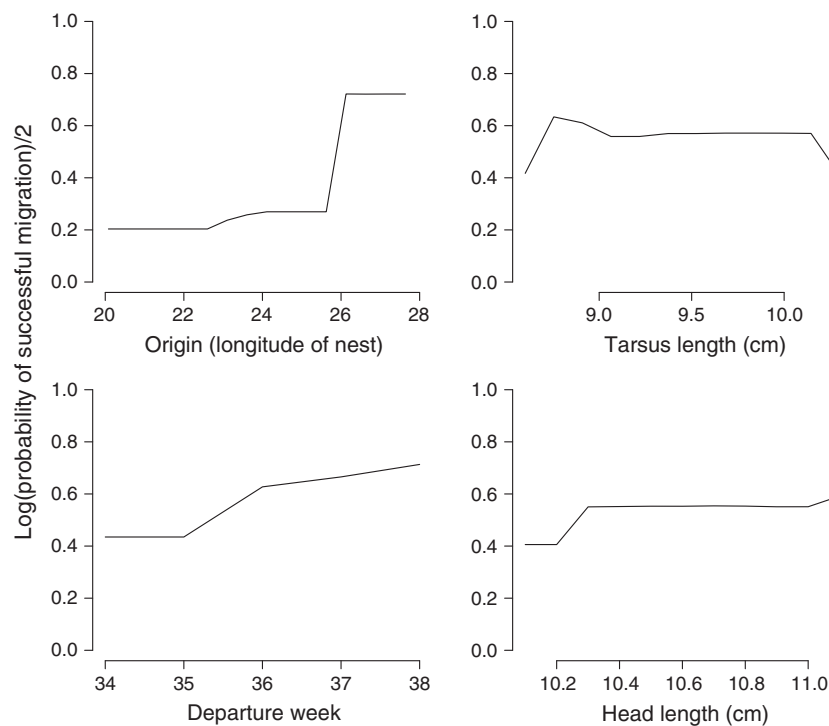 Log(probability of successful migration)/2
1.0
0.8
0.6
0.4
0.2
0.0
20 22 24 26 28
Origin (longitude of nest)
1.0
0.8
0.6
0.4
0.2
0.0
9.0 9.5 10.0
Tarsus length (cm)
1.0
0.8
0.6
0.4
0.2
0.0
34 35 36 37 38
Departure week
1.0
0.8
0.6
0.4
0.2
0.0
10.2 10.4 10.6 10.8 11.0
Head length (cm)